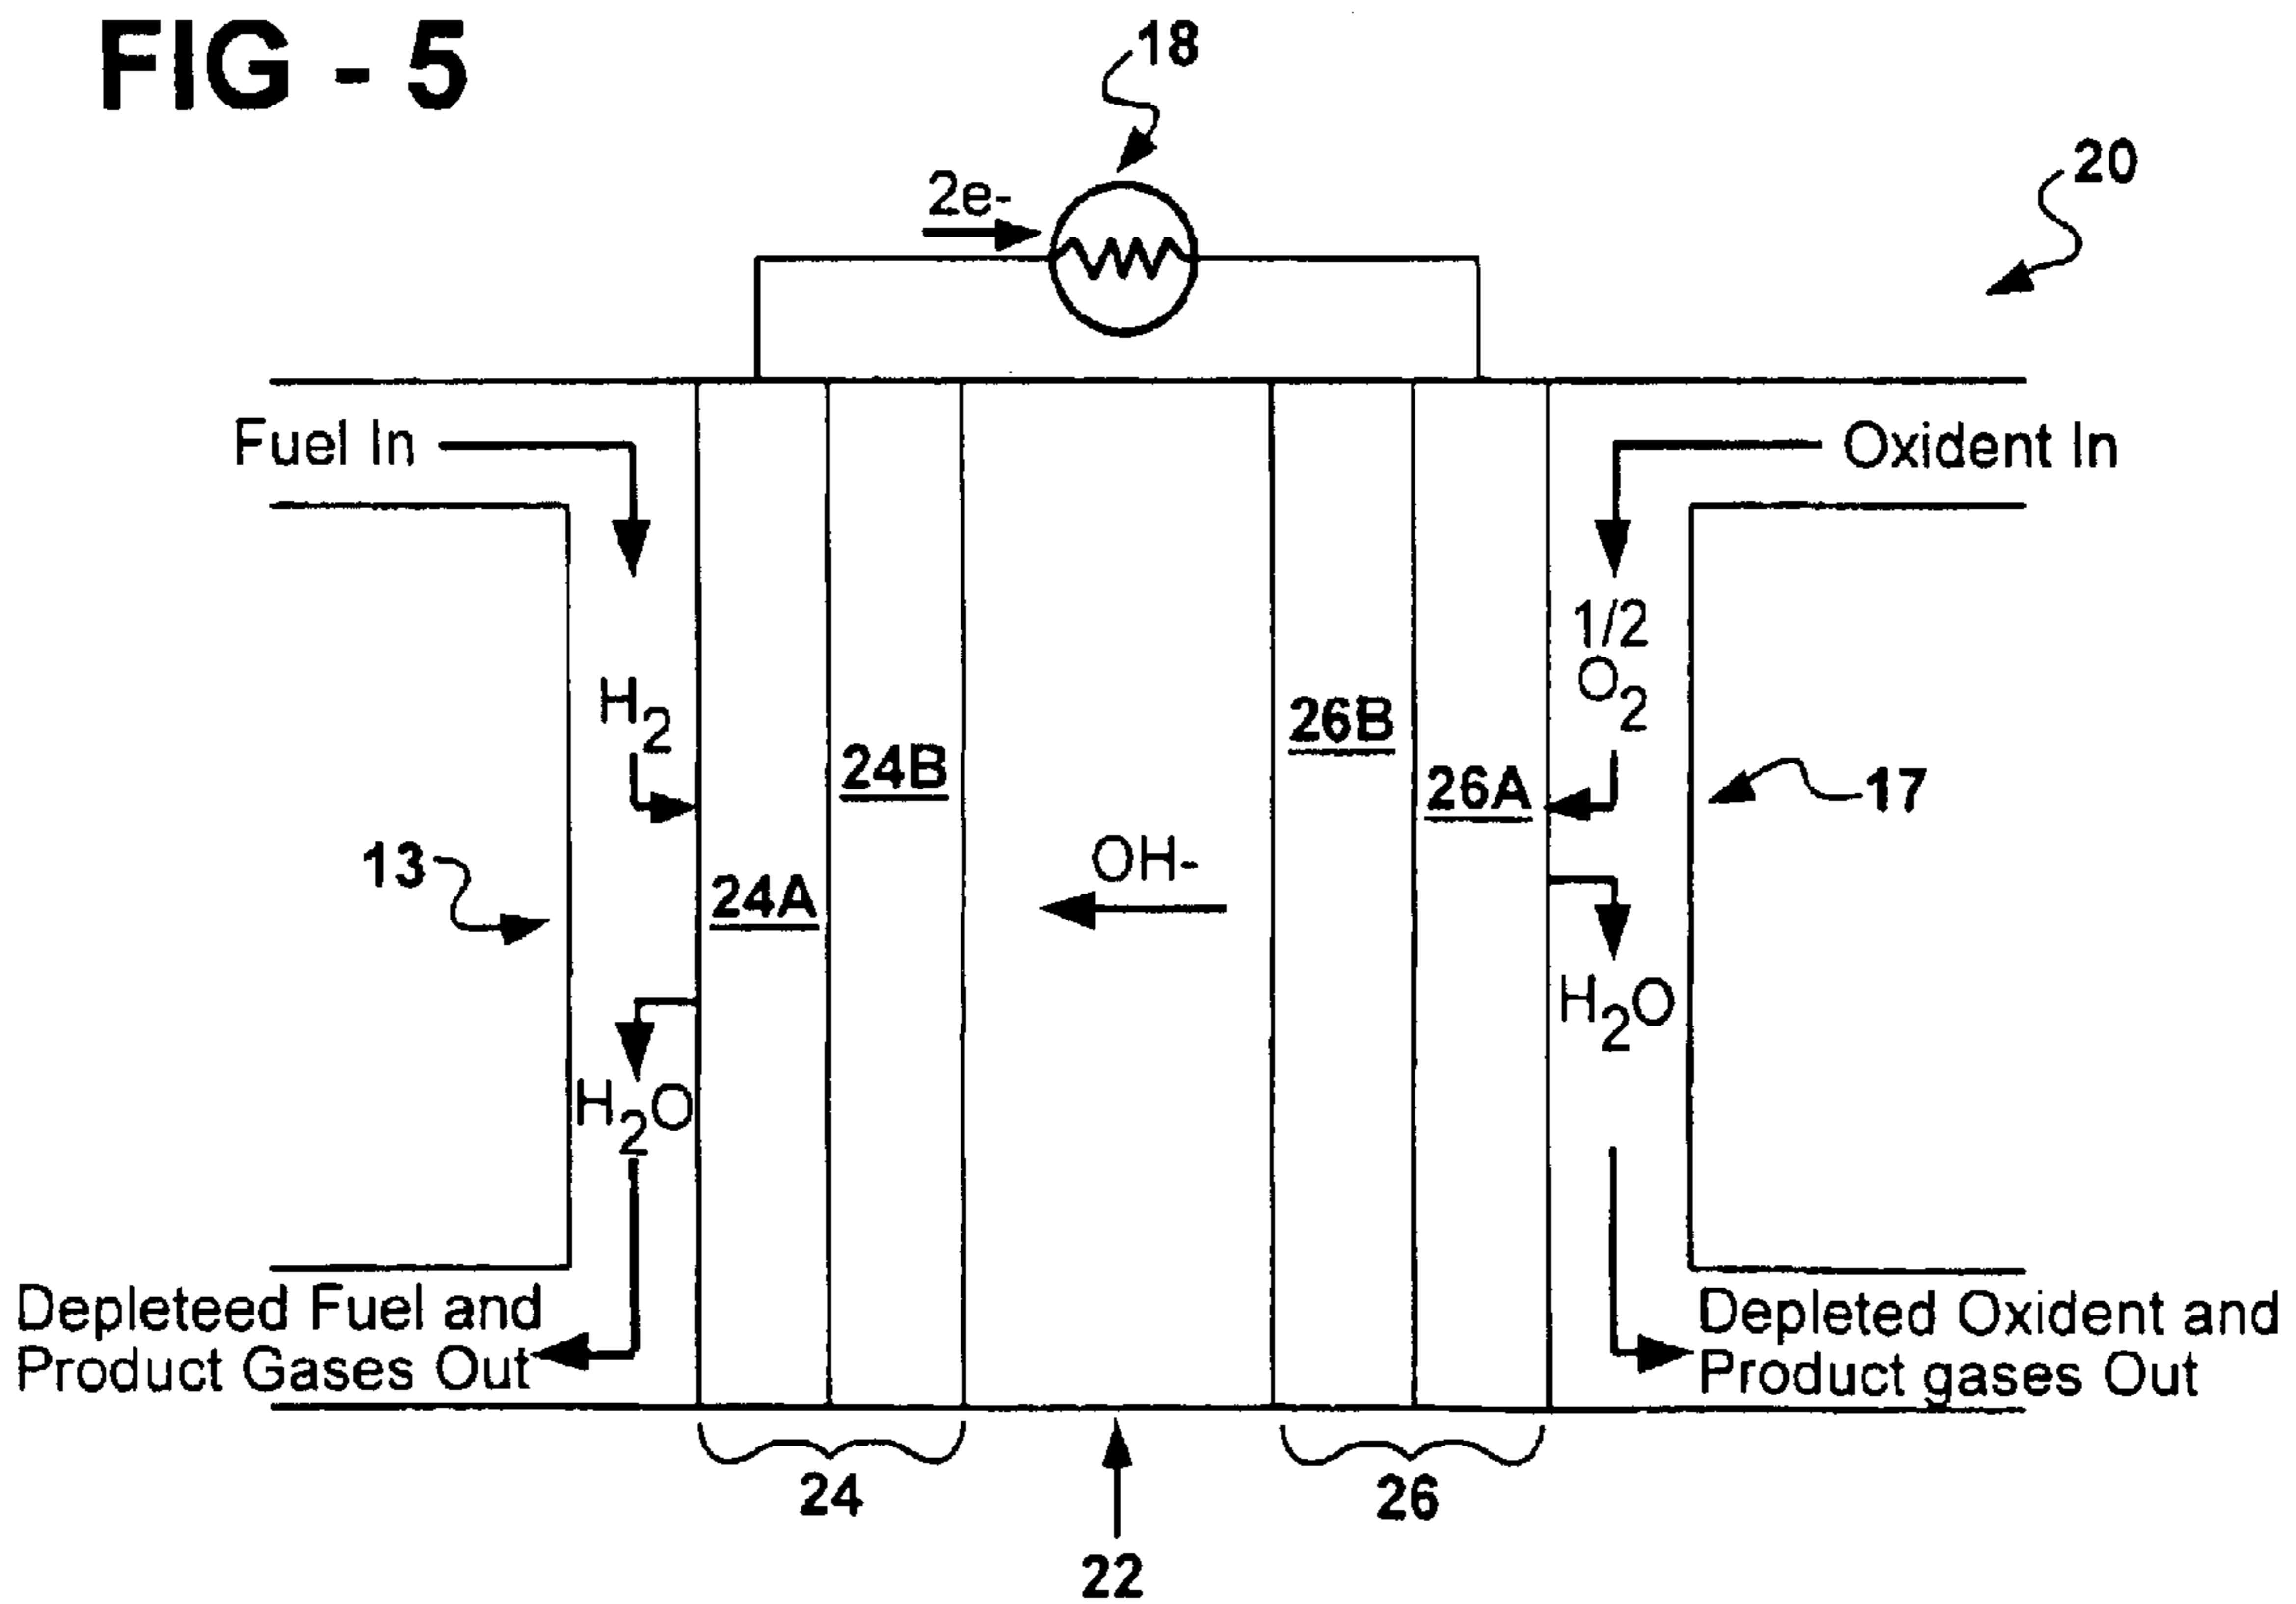 FIG - 5
18
20
2e-
Fuel In
Oxident In
1/2
O2
H2
26B
24B
26A
17
13
OH-
24A
H2O
H2O
Depleteed Fuel and
Product Gases Out
Depleted Oxident and
Product gases Out
24
26
22